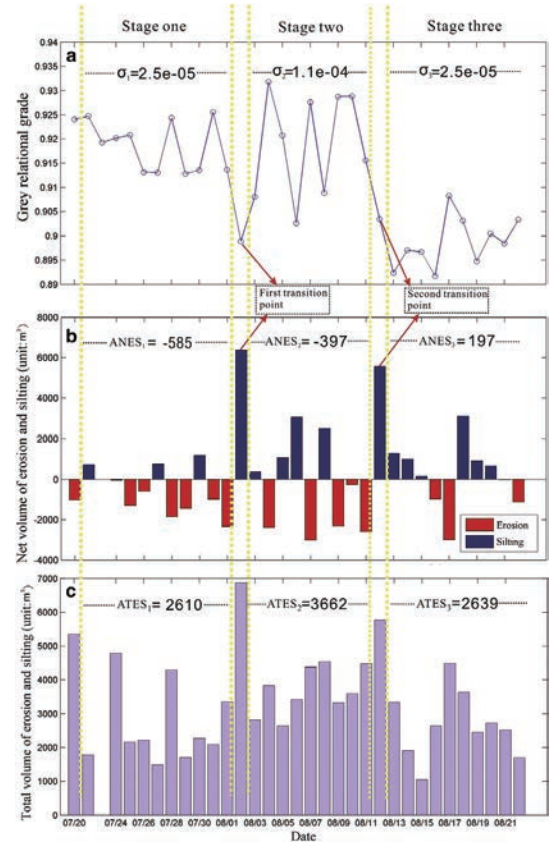 Stage one
Stage two
Stage three
a
σ₁=2.5e-05
σ₂=1.1e-04
σ₃=2.5e-05
0.94
0.935
0.93
0.925
0.92
0.915
0.91
0.905
0.9
0.895
0.89
Grey relational grade
First transition
point
Second transition
point
b
ANES₁ = -585
ANES₂= -397
ANES₃= 197
8000
6000
4000
2000
0
-2000
-4000
Net volume of erosion and silting (unit:m³)
Erosion
Silting
c
ATES₁= 2610
ATES₂=3662
ATES₃=2639
7000
6000
5000
4000
3000
2000
1000
0
Total volume of erosion and silting (unit:m³)
07/20 07/24 07/26 07/28 07/30 08/01 08/03 08/05 08/07 08/09 08/11 08/13 08/15 08/17 08/19 08/21
Date